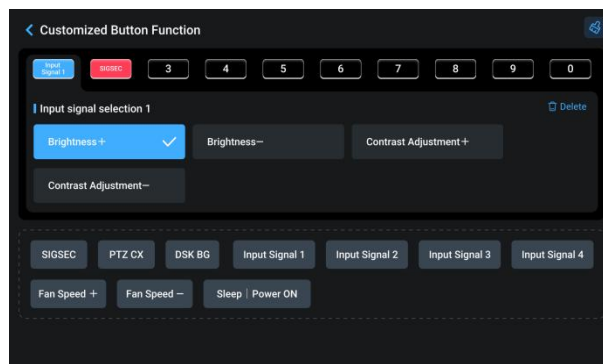 Customized Button Function
Input Signal 1 SIGSEC 3 4 5 6 7 8 9 0
Input signal selection 1 Delete
Brightness+ Brightness− Contrast Adjustment+
Contrast Adjustment−
SIGSEC PTZ CX DSK BG Input Signal 1 Input Signal 2 Input Signal 3 Input Signal 4
Fan Speed + Fan Speed − Sleep | Power ON